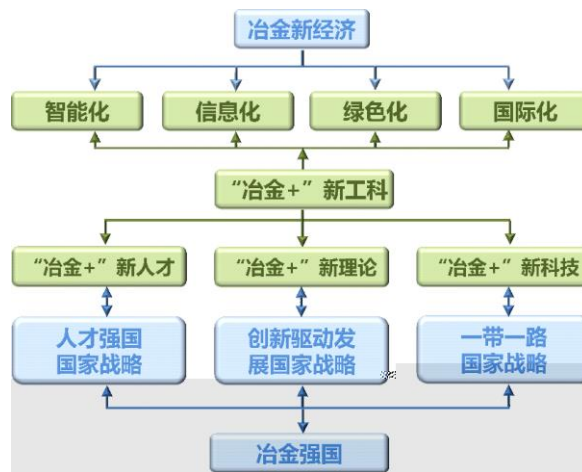 冶金新经济
智能化
信息化
绿色化
国际化
“冶金+”新工科
“冶金+”新人才
“冶金+”新理论
“冶金+”新科技
人才强国
国家战略
创新驱动发
展国家战略
一带一路
国家战略
冶金强国